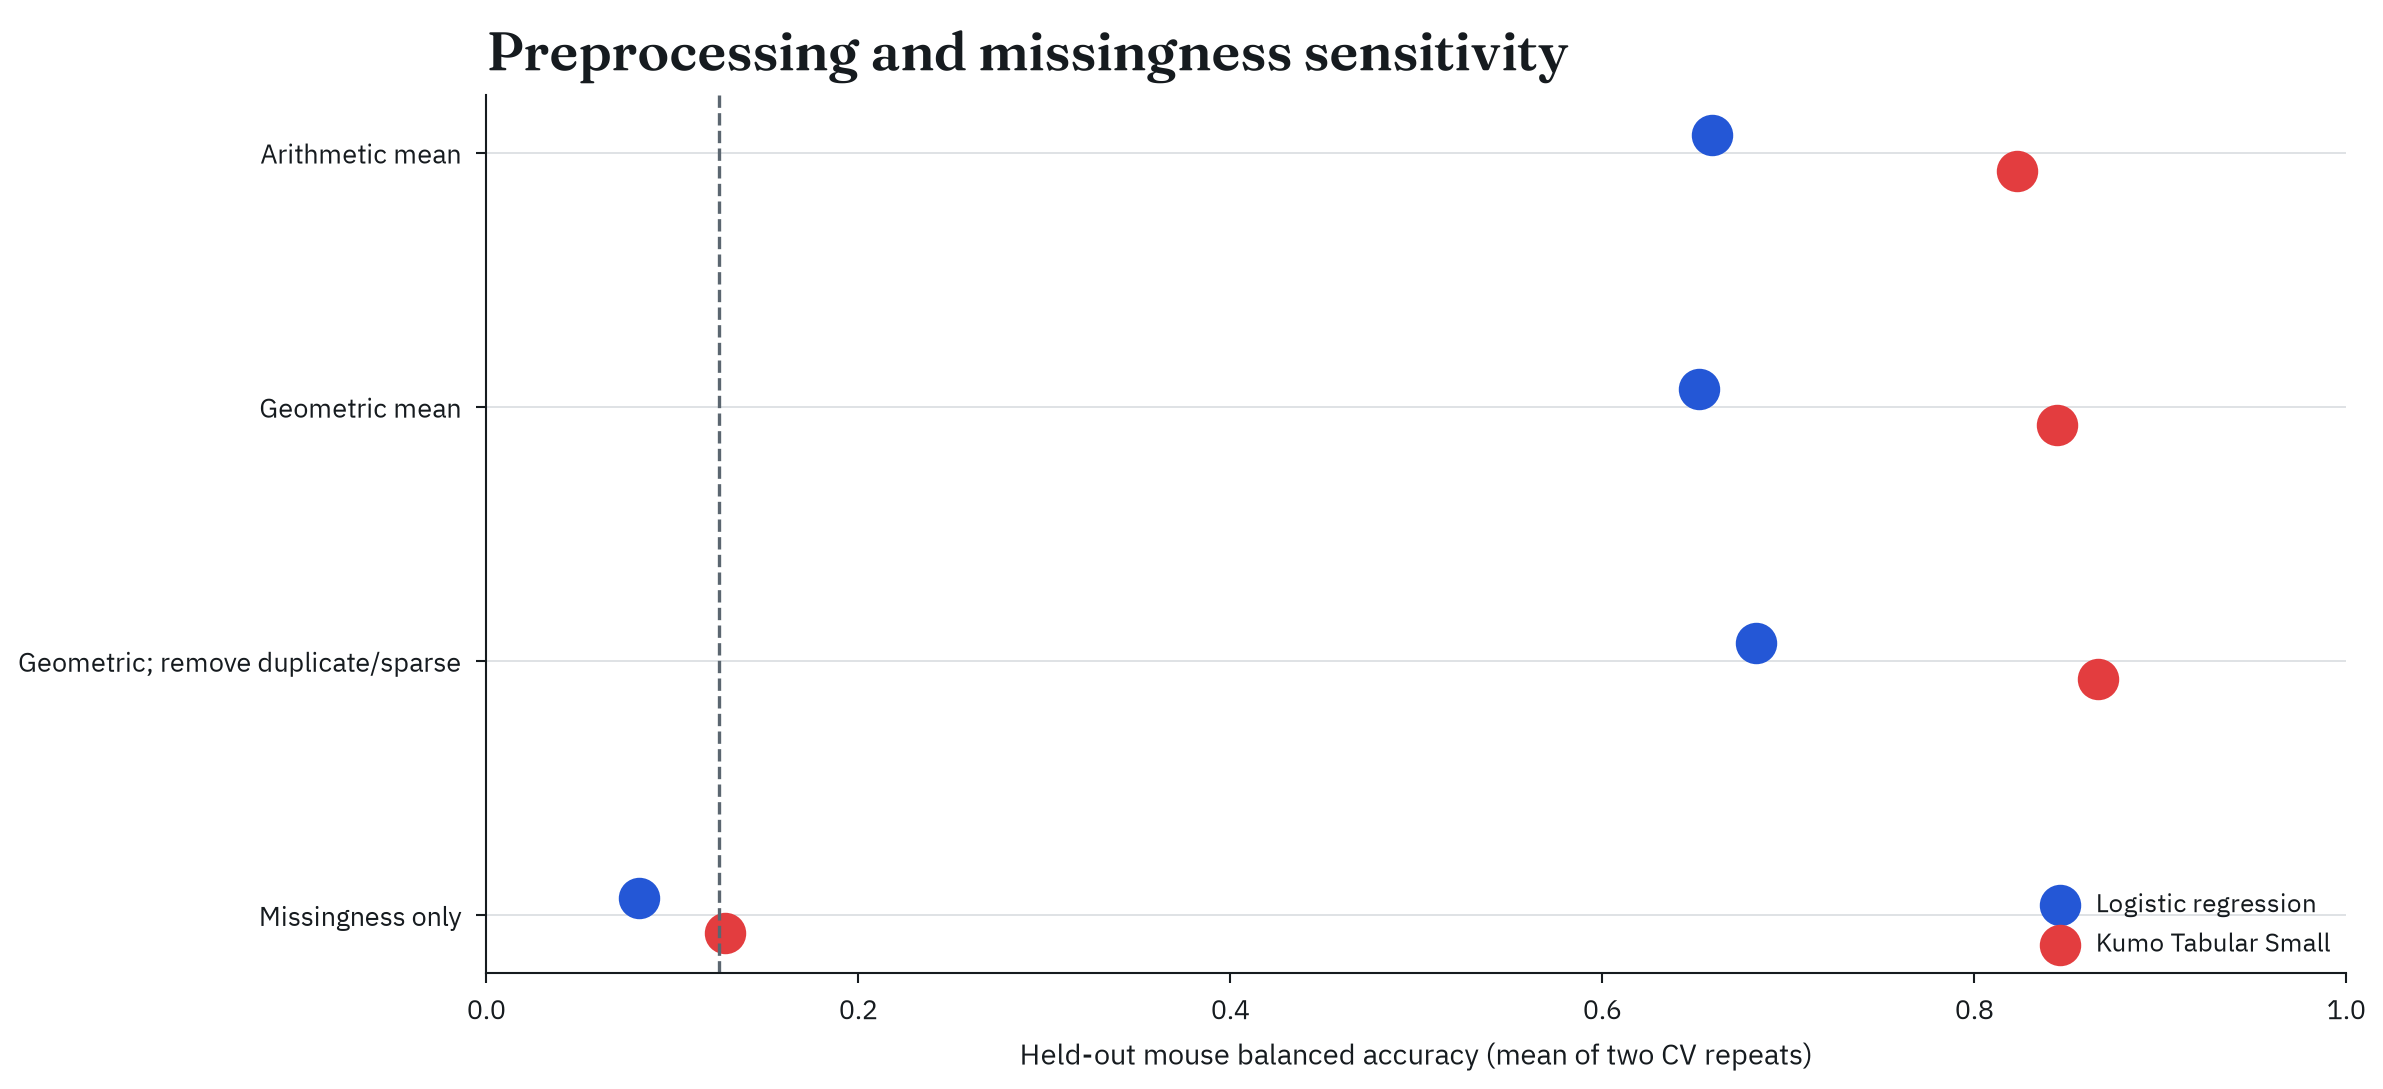 Preprocessing and missingness sensitivity
Arithmetic mean
Geometric mean
Geometric; remove duplicate/sparse
Missingness only
Logistic regression
Kumo Tabular Small
0.0 0.2 0.4 0.6 0.8 1.0
Held-out mouse balanced accuracy (mean of two CV repeats)